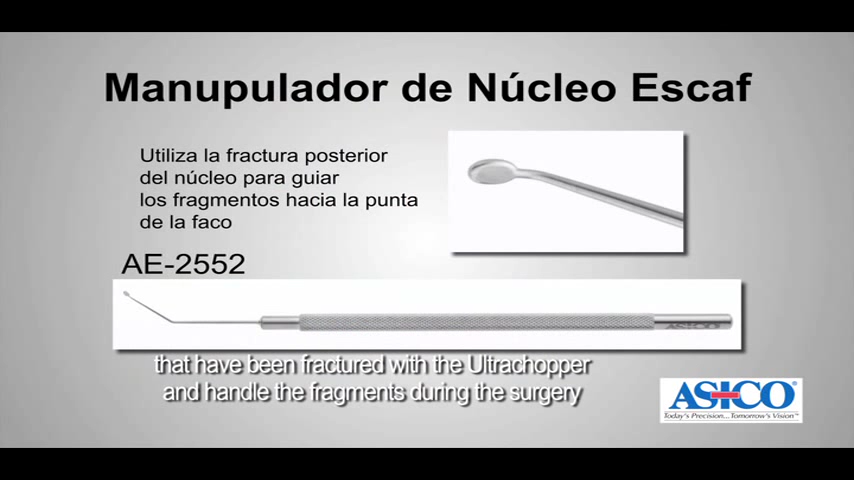 Manupulador de Núcleo Escaf
Utiliza la fractura posterior
del núcleo para guiar
los fragmentos hacia la punta
de la faco
AE-2552
ASICO
that have been fractured with the Ultrachopper
and handle the fragments during the surgery
ASICO®
Today's Precision...Tomorrow's Vision™